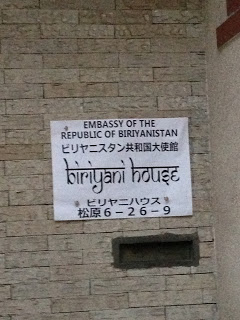 EMBASSY OF THE
REPUBLIC OF BIRIYANISTAN
ビリヤニスタン共和国大使館
biriyani house
ビリヤニハウス
松原6-26-9